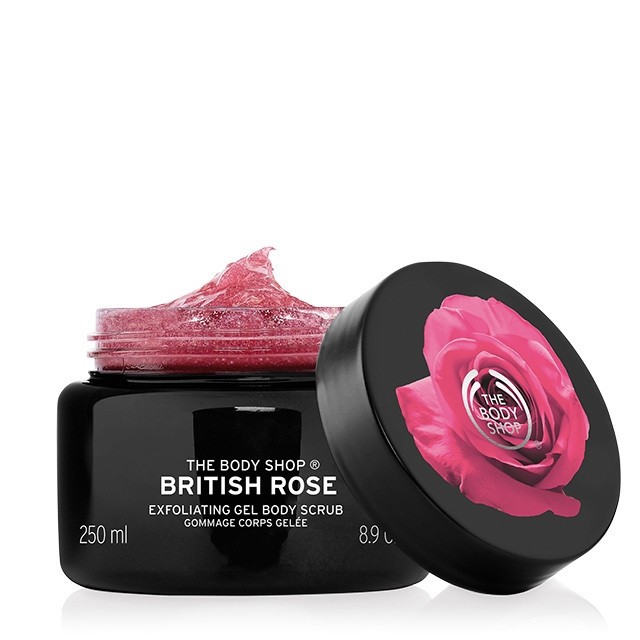 THE BODY SHOP ®
BRITISH ROSE
EXFOLIATING GEL BODY SCRUB
GOMMAGE CORPS GELÉE
250 ml
8.9
THE
BODY
SHOP